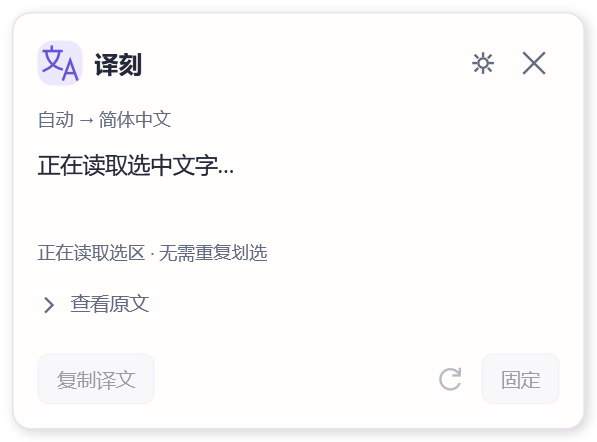 译刻
自动 → 简体中文
正在读取选中文字...
正在读取选区 · 无需重复划选
查看原文
复制译文
固定